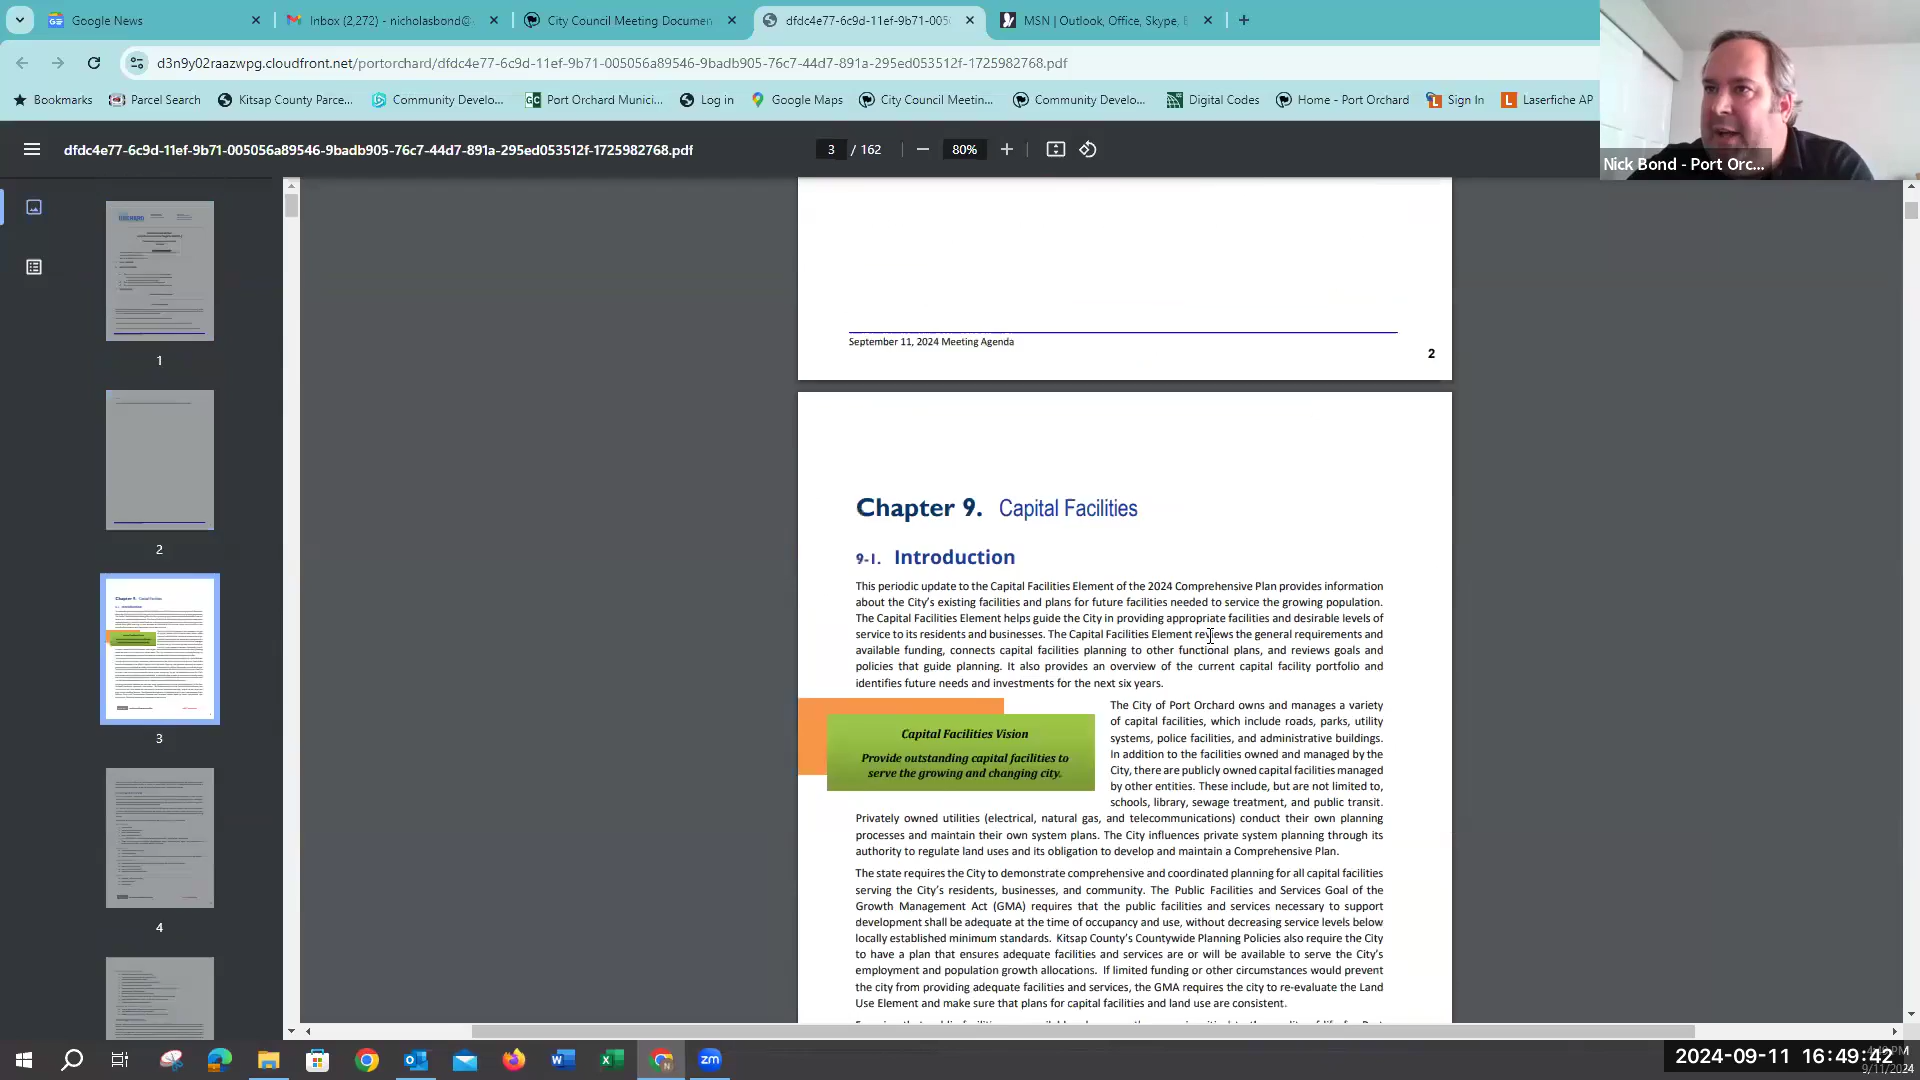 Google News
Inbox (2,272) - nicholasbond@
City Council Meeting Documen
dfdc4e77-6c9d-11ef-9b71-005
MSN | Outlook, Office, Skype,
d3n9y02raazwpg.cloudfront.net/portorchard/dfdc4e77-6c9d-11ef-9b71-005056a89546-9badb905-76c7-44d7-891a-295ed053512f-1725982768.pdf
Bookmarks
Parcel Search
Kitsap County Parce...
Community Develo...
Port Orchard Munici...
Log in
Google Maps
City Council Meetin...
Community Develo...
Digital Codes
Home - Port Orchard
Sign In
Laserfiche AP
dfdc4e77-6c9d-11ef-9b71-005056a89546-9badb905-76c7-44d7-891a-295ed053512f-1725982768.pdf
3 / 162
80%
Nick Bond - Port Orc...
1
2
3
4
September 11, 2024 Meeting Agenda
2
Chapter 9. Capital Facilities
9-1. Introduction
This periodic update to the Capital Facilities Element of the 2024 Comprehensive Plan provides information
about the City's existing facilities and plans for future facilities needed to service the growing population.
The Capital Facilities Element helps guide the City in providing appropriate facilities and desirable levels of
service to its residents and businesses. The Capital Facilities Element reviews the general requirements and
available funding, connects capital facilities planning to other functional plans, and reviews goals and
policies that guide planning. It also provides an overview of the current capital facility portfolio and
identifies future needs and investments for the next six years.
Capital Facilities Vision
Provide outstanding capital facilities to
serve the growing and changing city.
The City of Port Orchard owns and manages a variety
of capital facilities, which include roads, parks, utility
systems, police facilities, and administrative buildings.
In addition to the facilities owned and managed by the
City, there are publicly owned capital facilities managed
by other entities. These include, but are not limited to,
schools, library, sewage treatment, and public transit.
Privately owned utilities (electrical, natural gas, and telecommunications) conduct their own planning
processes and maintain their own system plans. The City influences private system planning through its
authority to regulate land uses and its obligation to develop and maintain a Comprehensive Plan.
The state requires the City to demonstrate comprehensive and coordinated planning for all capital facilities
serving the City's residents, businesses, and community. The Public Facilities and Services Goal of the
Growth Management Act (GMA) requires that the public facilities and services necessary to support
development shall be adequate at the time of occupancy and use, without decreasing service levels below
locally established minimum standards. Kitsap County's Countywide Planning Policies also require the City
to have a plan that ensures adequate facilities and services are or will be available to serve the City's
employment and population growth allocations. If limited funding or other circumstances would prevent
the city from providing adequate facilities and services, the GMA requires the city to re-evaluate the Land
Use Element and make sure that plans for capital facilities and land use are consistent.
2024-09-11 16:49:42
9/11/2024